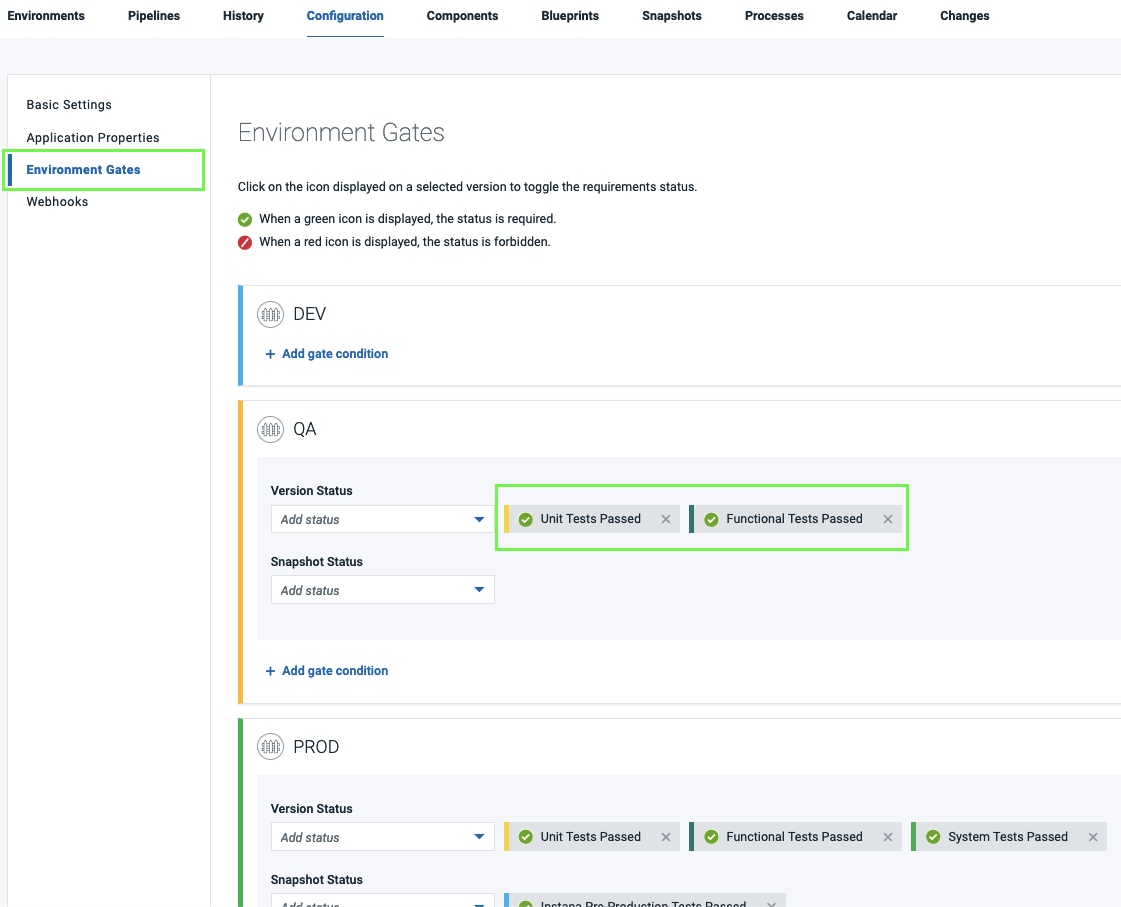 Environments Pipelines History Configuration Components Blueprints Snapshots Processes Calendar Changes
Basic Settings
Application Properties
Environment Gates
Webhooks
Environment Gates
Click on the icon displayed on a selected version to toggle the requirements status.
When a green icon is displayed, the status is required.
When a red icon is displayed, the status is forbidden.
DEV
+ Add gate condition
QA
Version Status
Add status Unit Tests Passed × Functional Tests Passed ×
Snapshot Status
Add status
+ Add gate condition
PROD
Version Status
Add status Unit Tests Passed × Functional Tests Passed × System Tests Passed ×
Snapshot Status
Add status Instana Pre-Production Tests Passed ×